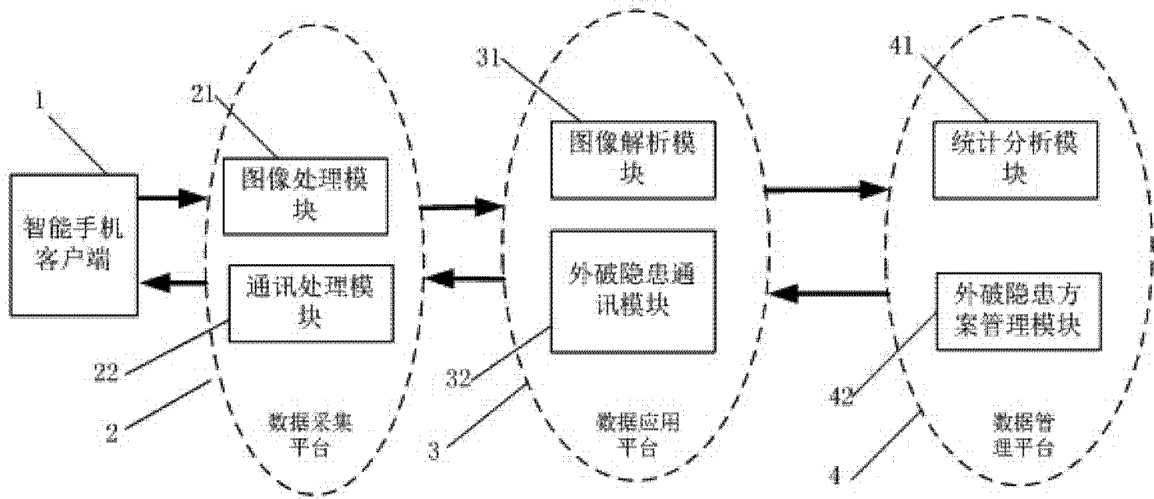 1
智能手机
客户端
21
图像处理模
块
通讯处理模
块
22
2
数据采集
平台
31
图像解析模
块
外破隐患通
讯模块
32
3
数据应用
平台
41
统计分析模
块
外破隐患方
案管理模块
42
4
数据管
理平台